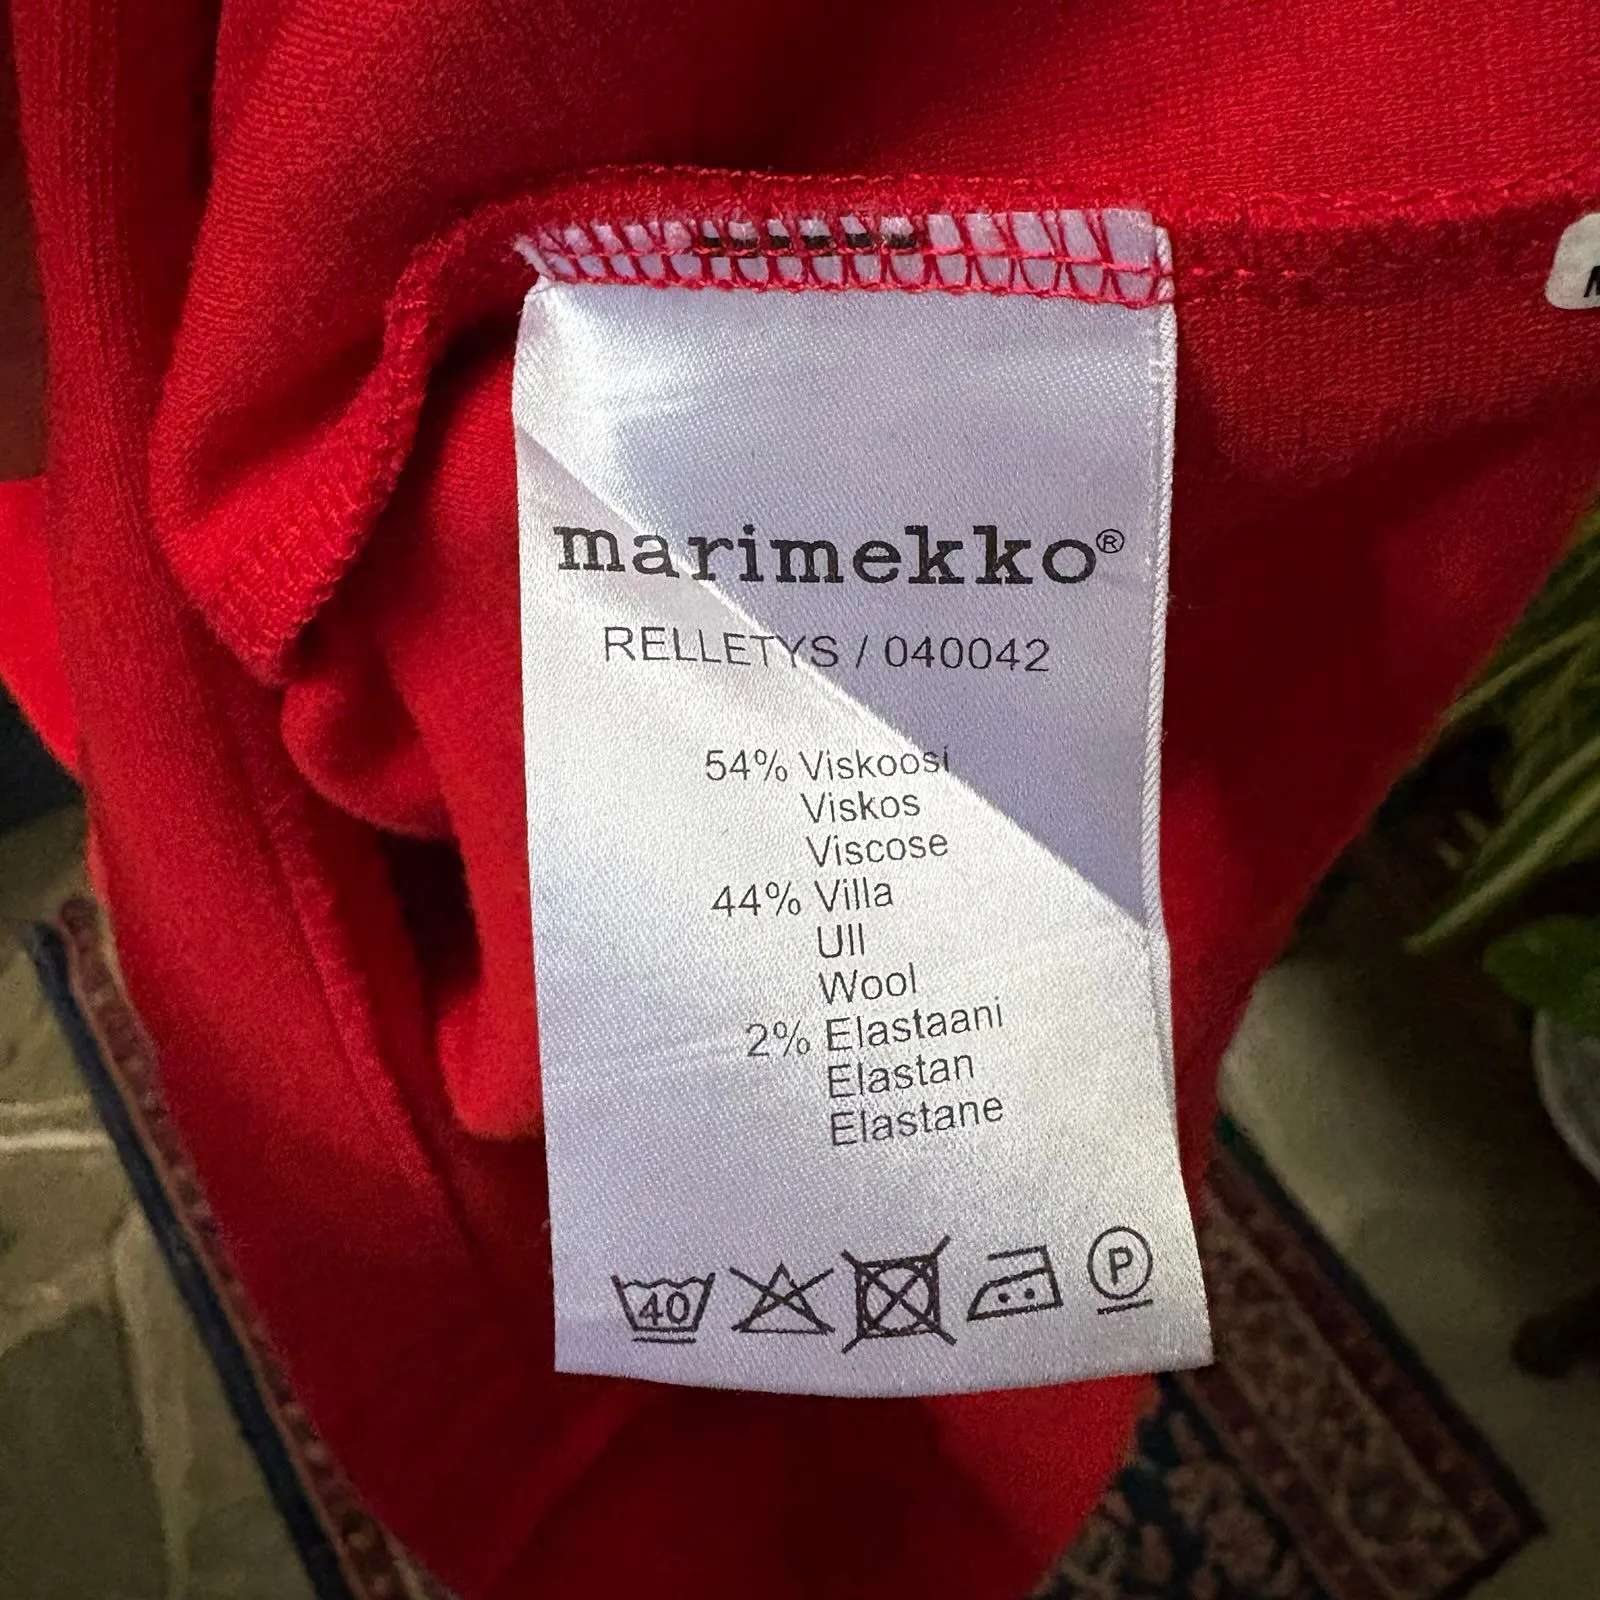 marimekko®
RELLETYS / 040042
54% Viskoosi
Viskos
Viscose
44% Villa
Ull
Wool
2% Elastaani
Elastan
Elastane
40
P